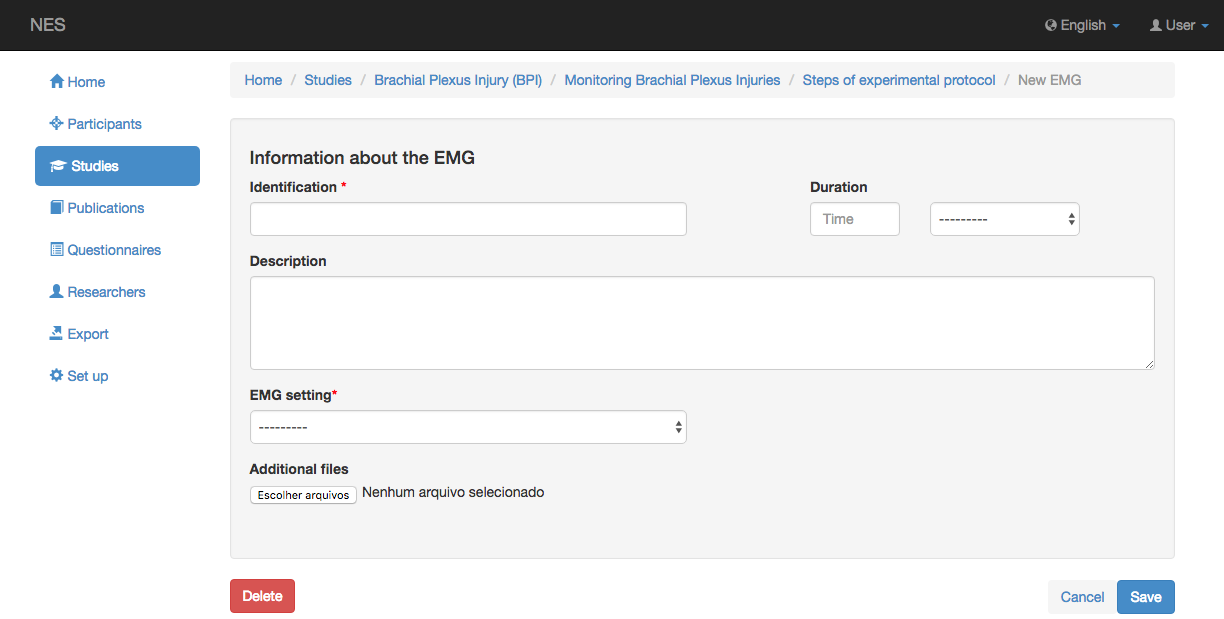 NES English User
Home
Participants
Studies
Publications
Questionnaires
Researchers
Export
Set up
Home / Studies / Brachial Plexus Injury (BPI) / Monitoring Brachial Plexus Injuries / Steps of experimental protocol / New EMG
Information about the EMG
Identification * Duration
Time ---------
Description
EMG setting*
---------
Additional files
Escolher arquivos Nenhum arquivo selecionado
Delete Cancel Save